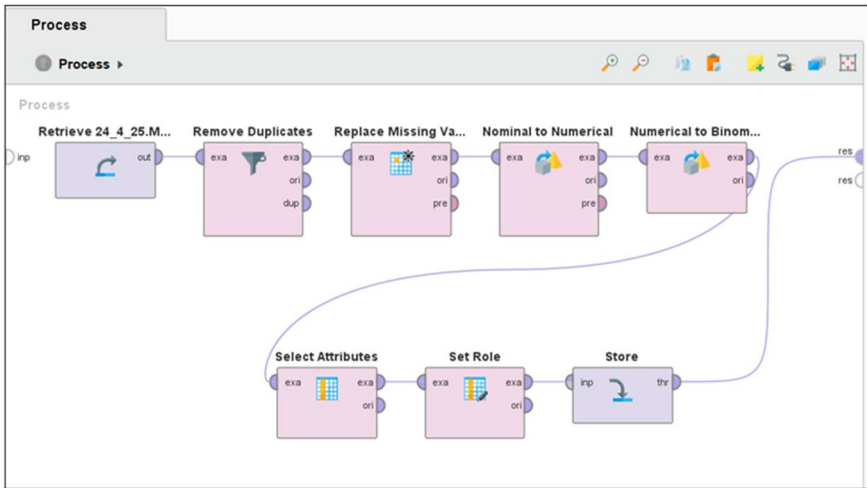 Process
Process
Process
Retrieve 24_4_25.M...
Remove Duplicates
Replace Missing Va...
Nominal to Numerical
Numerical to Binom...
inp
out
exa
exa
ori
dup
exa
exa
ori
pre
exa
exa
ori
pre
exa
exa
ori
res
res
Select Attributes
Set Role
Store
exa
exa
ori
exa
exa
ori
inp
thr